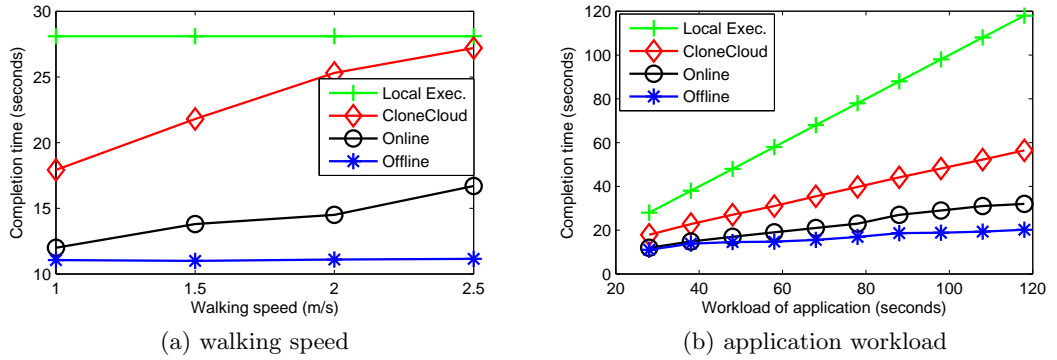 30
25
20
15
10
Completion time (seconds)
Local Exec.
CloneCloud
Online
Offline
1
1.5
2
2.5
Walking speed (m/s)
(a) walking speed
120
100
80
60
40
20
0
Completion time (seconds)
Local Exec.
CloneCloud
Online
Offline
20
40
60
80
100
120
Workload of application (seconds)
(b) application workload